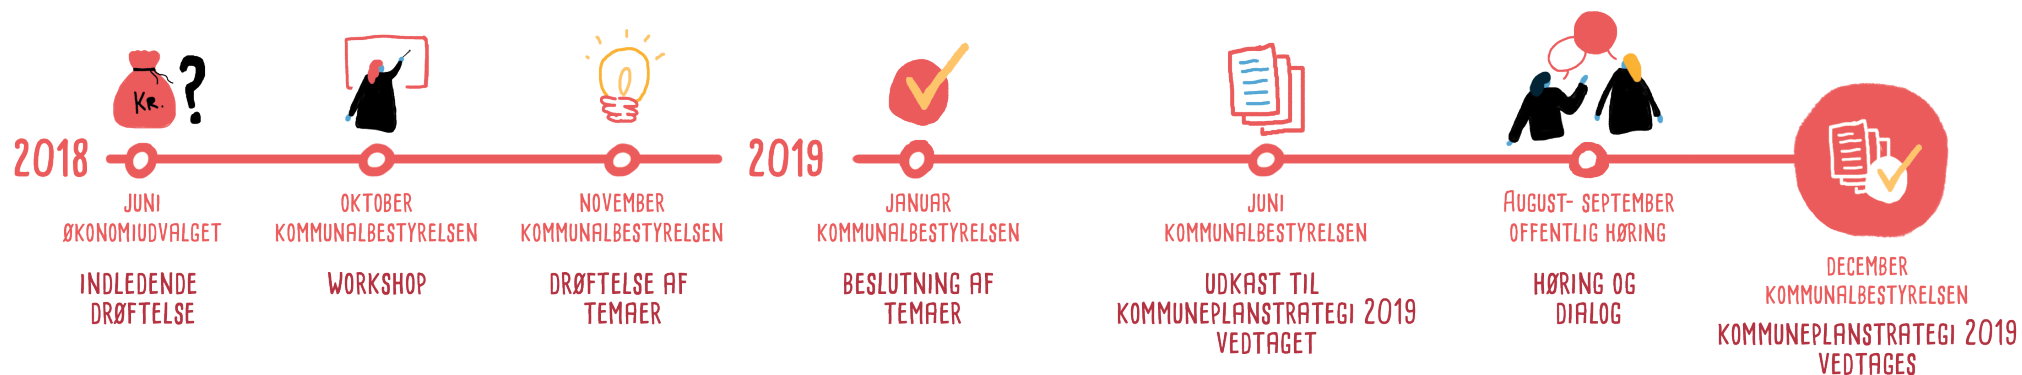 2018
KR.
?
JUNI
ØKONOMIUDVALGET
INDLEDENDE
DRØFTELSE
OKTOBER
KOMMUNALBESTYRELSEN
WORKSHOP
NOVEMBER
KOMMUNALBESTYRELSEN
DRØFTELSE AF
TEMAER
2019
JANUAR
KOMMUNALBESTYRELSEN
BESLUTNING AF
TEMAER
JUNI
KOMMUNALBESTYRELSEN
UDKAST TIL
KOMMUNEPLANSTRATEGI 2019
VEDTAGET
AUGUST- SEPTEMBER
OFFENTLIG HØRING
HØRING OG
DIALOG
DECEMBER
KOMMUNALBESTYRELSEN
KOMMUNEPLANSTRATEGI 2019
VEDTAGES